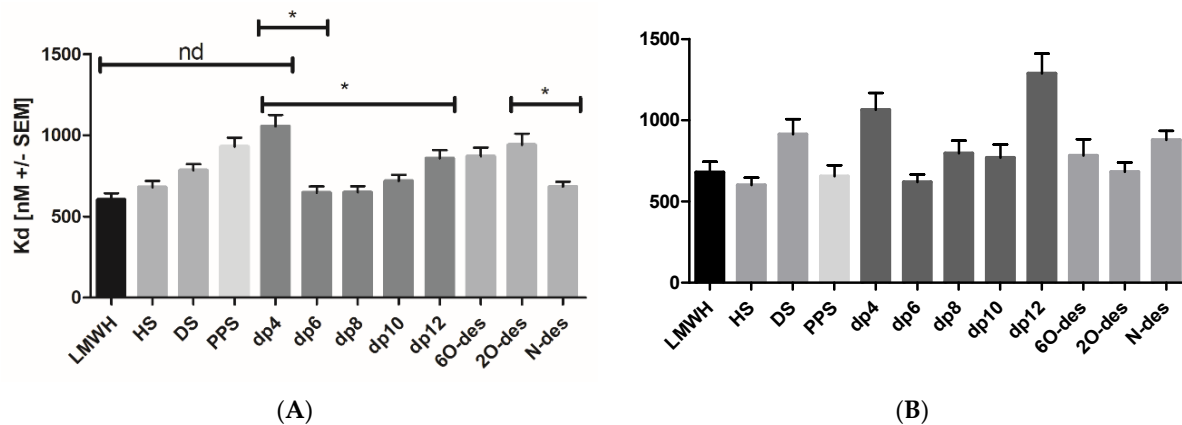 *
nd
*
*
1500
1000
500
0
Kd [nM +/- SEM]
LMWH
HS
DS
PPS
dp4
dp6
dp8
dp10
dp12
6O-des
2O-des
N-des
(A)
1500
1000
500
0
LMWH
HS
DS
PPS
dp4
dp6
dp8
dp10
dp12
6O-des
2O-des
N-des
(B)